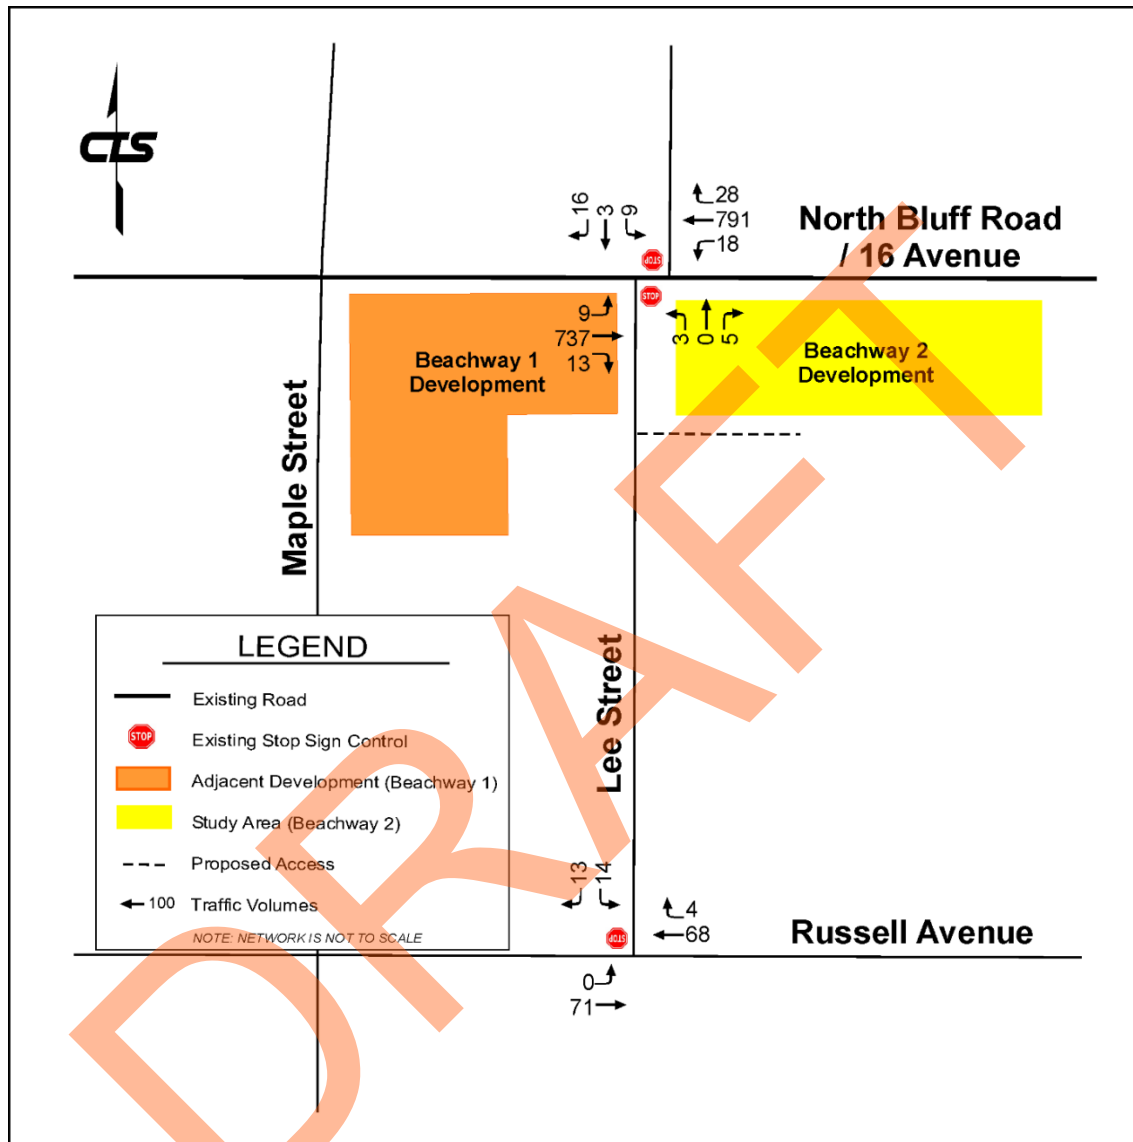 CTS
16
3
9
28
791
18
North Bluff Road
/ 16 Avenue
STOP
STOP
9
737
13
3
0
5
Beachway 1
Development
Beachway 2
Development
Maple Street
Lee Street
LEGEND
Existing Road
STOP
Existing Stop Sign Control
Adjacent Development (Beachway 1)
Study Area (Beachway 2)
Proposed Access
100 Traffic Volumes
NOTE: NETWORK IS NOT TO SCALE
13
14
4
68
STOP
Russell Avenue
0
71
DRAFT